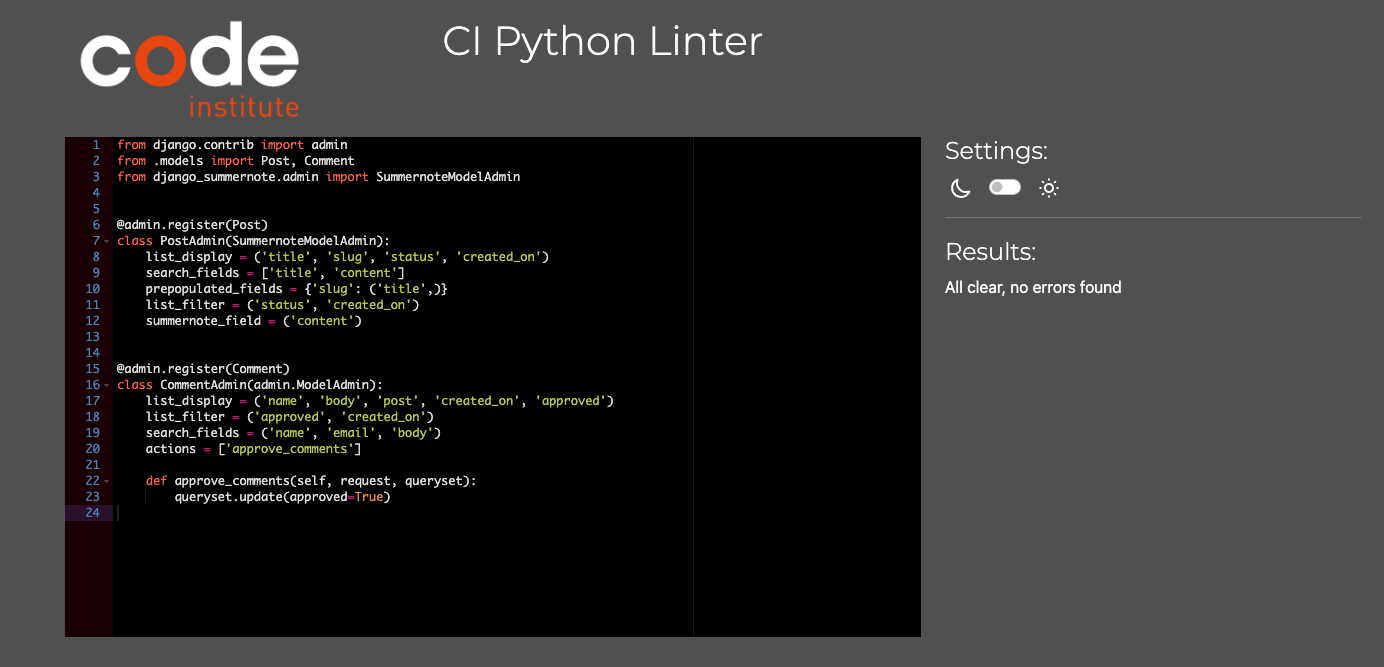 code
institute
CI Python Linter
1 from django.contrib import admin
2 from .models import Post, Comment
3 from django_summernote.admin import SummernoteModelAdmin
4
5
6 @admin.register(Post)
7 class PostAdmin(SummernoteModelAdmin):
8     list_display = ('title', 'slug', 'status', 'created_on')
9     search_fields = ['title', 'content']
10     prepopulated_fields = {'slug': ('title',)}
11     list_filter = ('status', 'created_on')
12     summernote_field = ('content')
13
14
15 @admin.register(Comment)
16 class CommentAdmin(admin.ModelAdmin):
17     list_display = ('name', 'body', 'post', 'created_on', 'approved')
18     list_filter = ('approved', 'created_on')
19     search_fields = ('name', 'email', 'body')
20     actions = ['approve_comments']
21
22     def approve_comments(self, request, queryset):
23         queryset.update(approved=True)
24
Settings:
Results:
All clear, no errors found